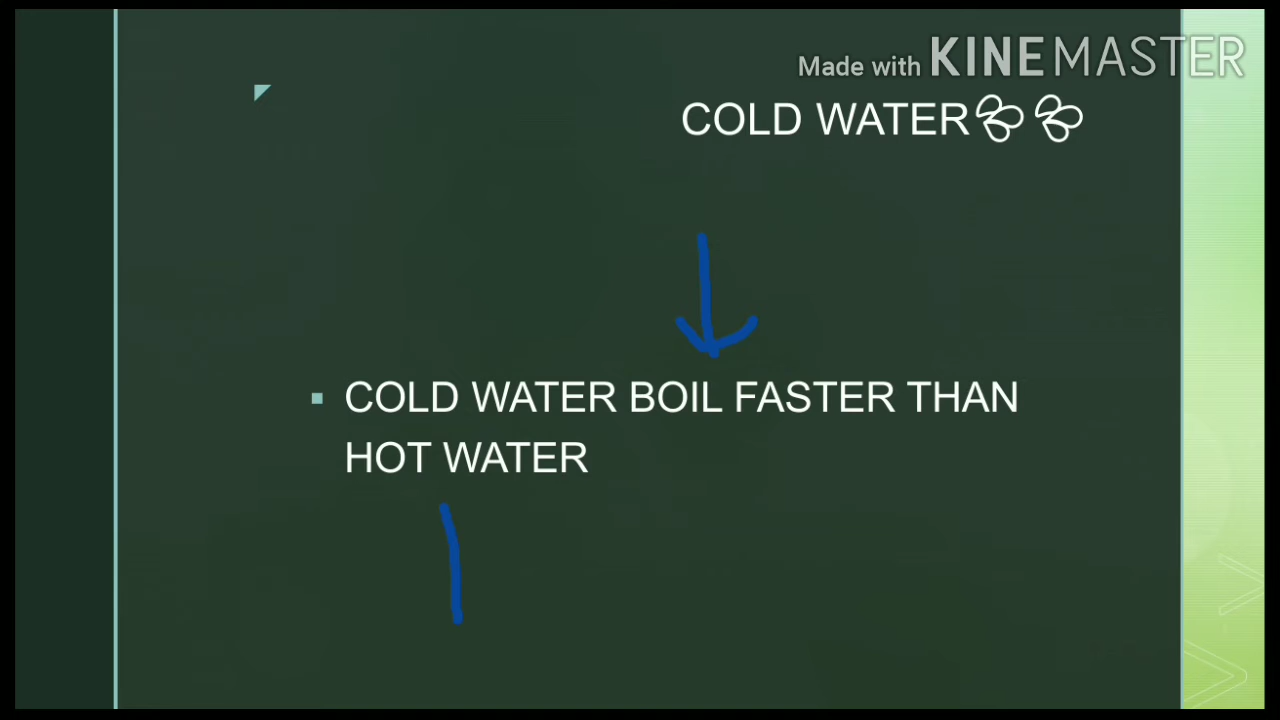 Made with KINEMASTER
COLD WATER
COLD WATER BOIL FASTER THAN
HOT WATER